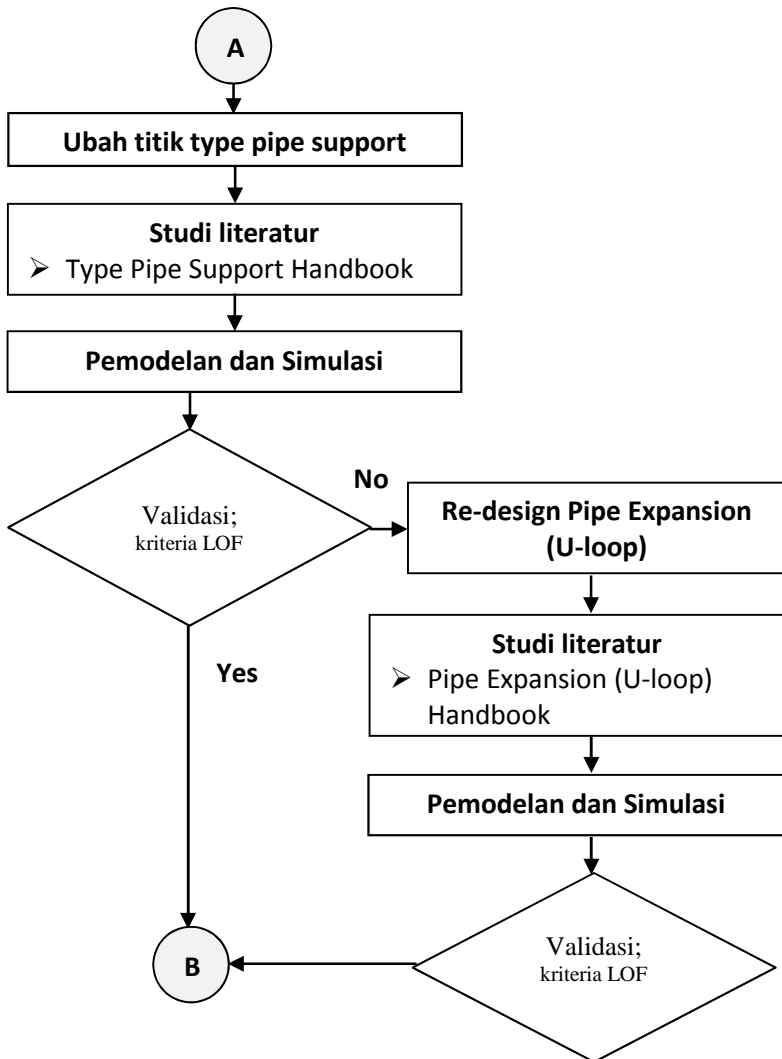 A
Ubah titik type pipe support
Studi literatur
➢ Type Pipe Support Handbook
Pemodelan dan Simulasi
Validasi;
kriteria LOF
No
Re-design Pipe Expansion
(U-loop)
Studi literatur
➢ Pipe Expansion (U-loop)
Handbook
Yes
Pemodelan dan Simulasi
Validasi;
kriteria LOF
B